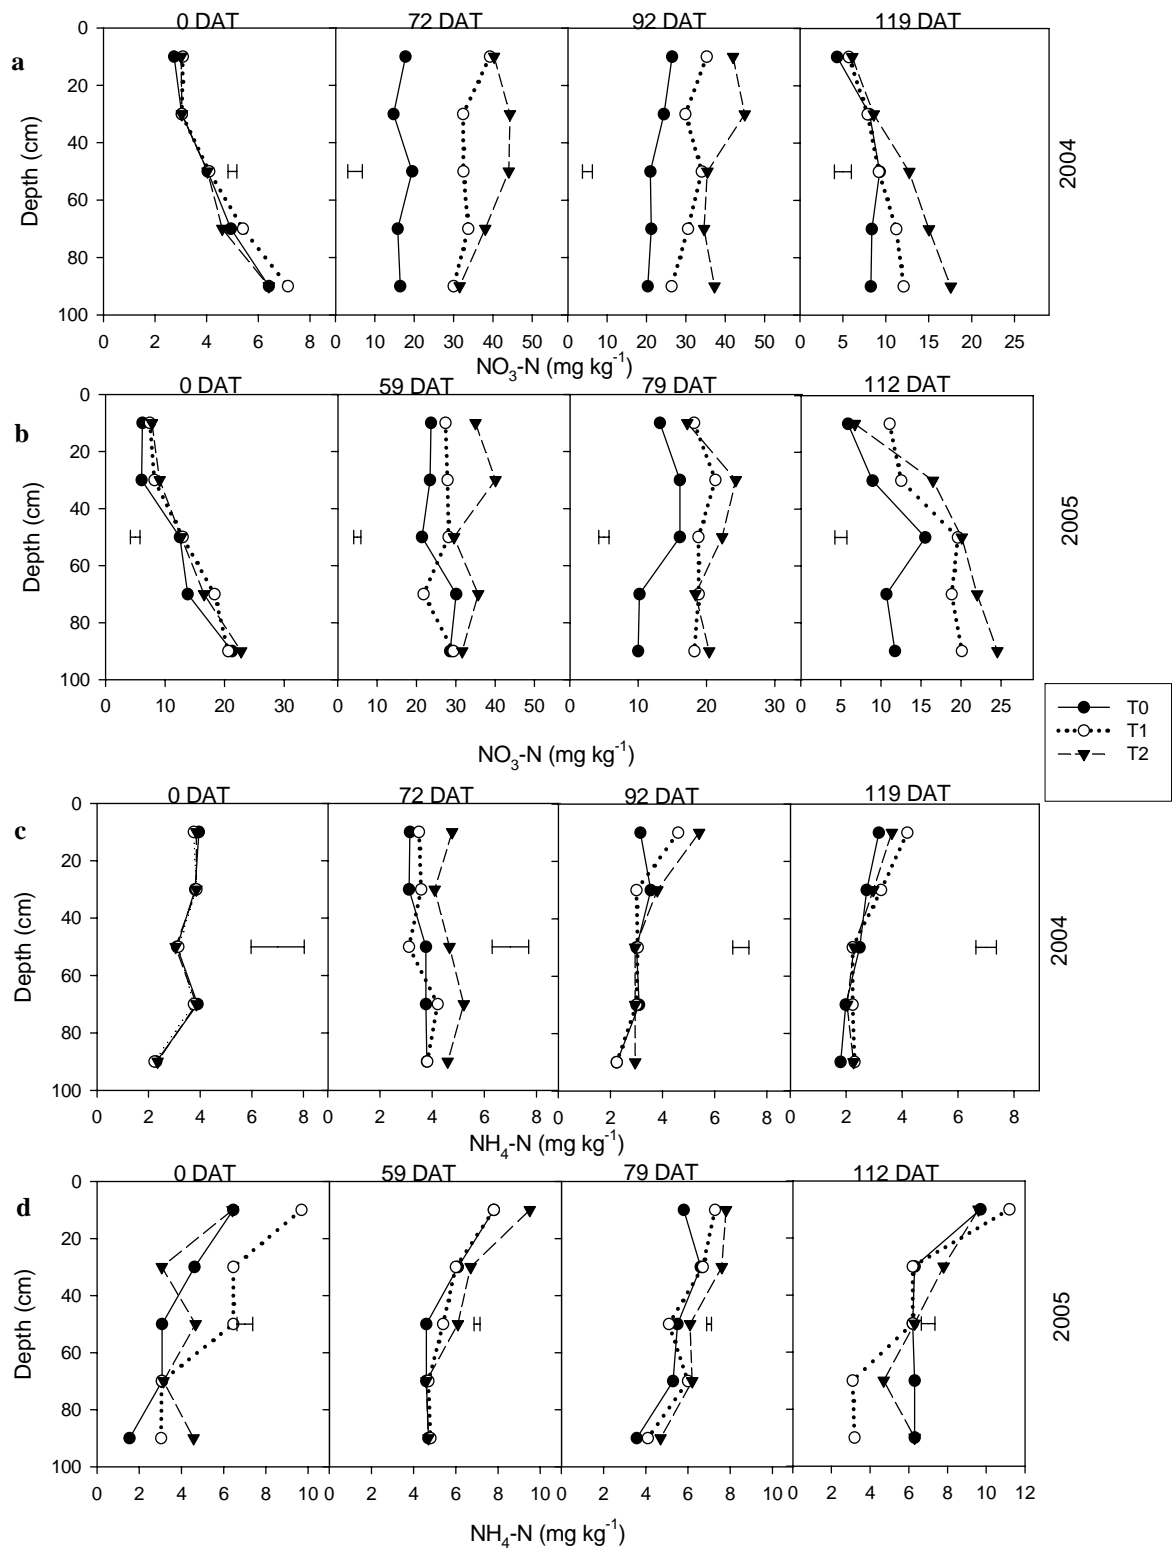 0 DAT 72 DAT 92 DAT 119 DAT
a
0
20
40
60
80
100
Depth (cm)
2004
0 2 4 6 8 0 10 20 30 40 50 0 10 20 30 40 50 0 5 10 15 20 25
NO3-N (mg kg-1)
0 DAT 59 DAT 79 DAT 112 DAT
b
0
20
40
60
80
100
Depth (cm)
2005
0 10 20 30 0 10 20 30 40 50 0 10 20 30 0 5 10 15 20 25
NO3-N (mg kg-1)
T0
T1
T2
0 DAT 72 DAT 92 DAT 119 DAT
c
0
20
40
60
80
100
Depth (cm)
2004
0 2 4 6 8 0 2 4 6 8 0 2 4 6 8 0 2 4 6 8
NH4-N (mg kg-1)
0 DAT 59 DAT 79 DAT 112 DAT
d
0
20
40
60
80
100
Depth (cm)
2005
0 2 4 6 8 10 0 2 4 6 8 10 0 2 4 6 8 10 0 2 4 6 8 10 12
NH4-N (mg kg-1)